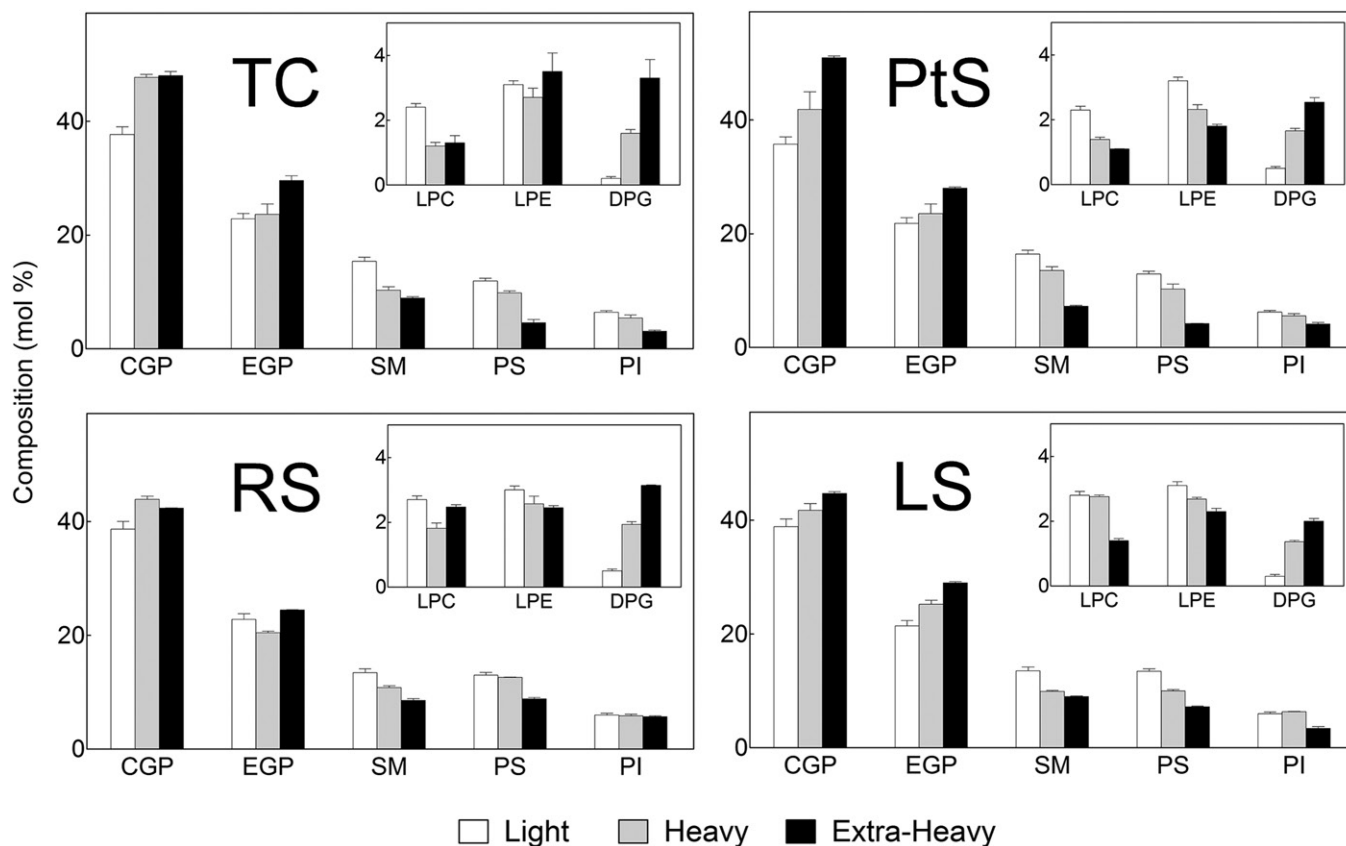 Composition (mol %)
TC
40
20
0
CGP EGP SM PS PI
4
2
0
LPC LPE DPG
PtS
40
20
0
CGP EGP SM PS PI
4
2
0
LPC LPE DPG
RS
40
20
0
CGP EGP SM PS PI
4
2
0
LPC LPE DPG
LS
40
20
0
CGP EGP SM PS PI
4
2
0
LPC LPE DPG
Light Heavy Extra-Heavy